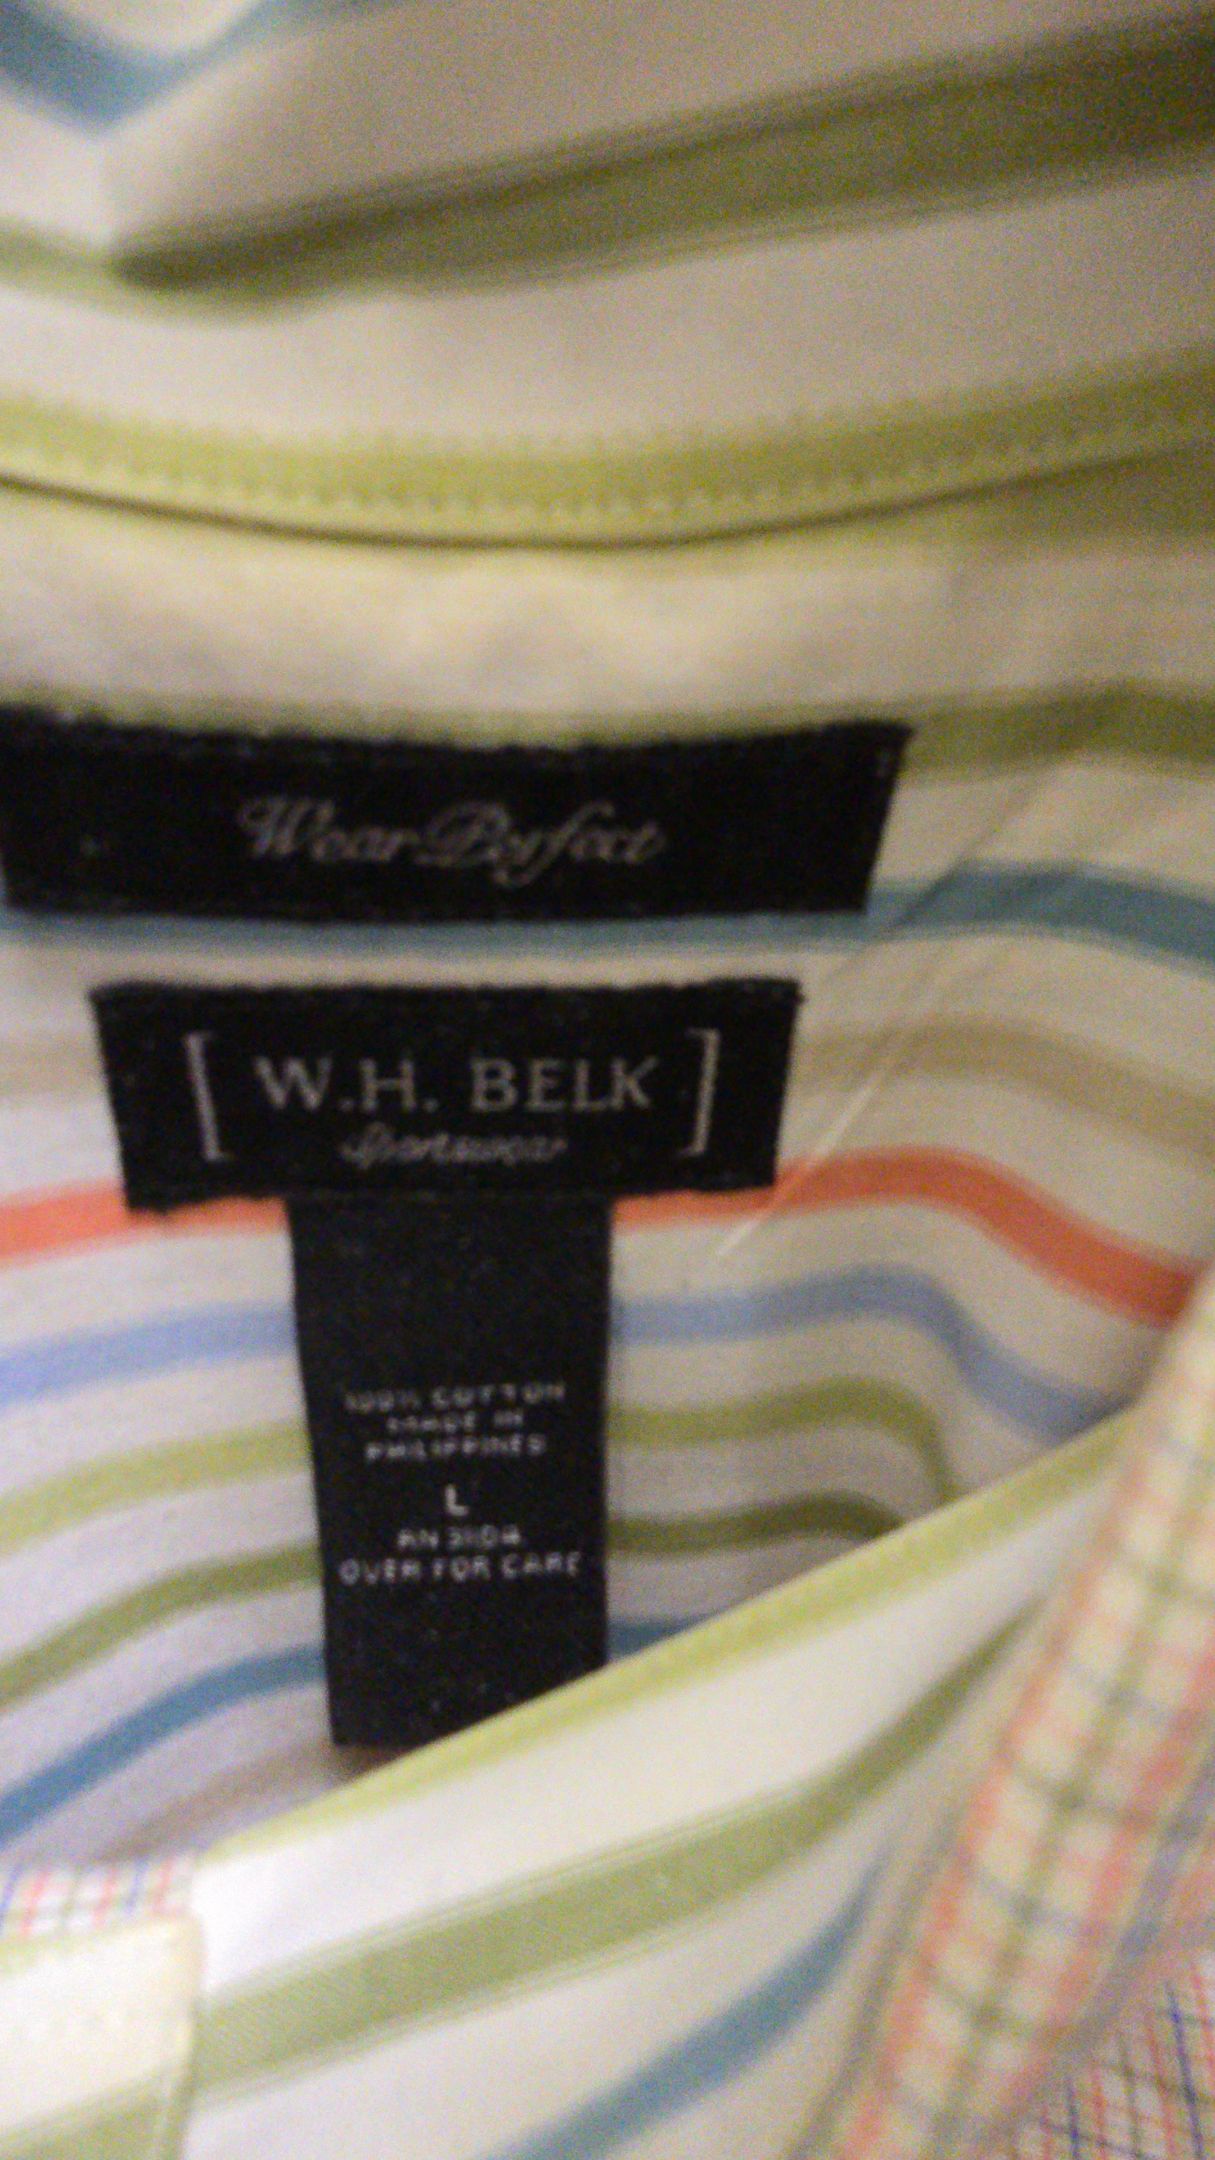 Wear Perfect
[ W.H. BELK ]
Sportswear
100% COTTON
MADE IN
PHILIPPINES
L
OVER FOR CARE